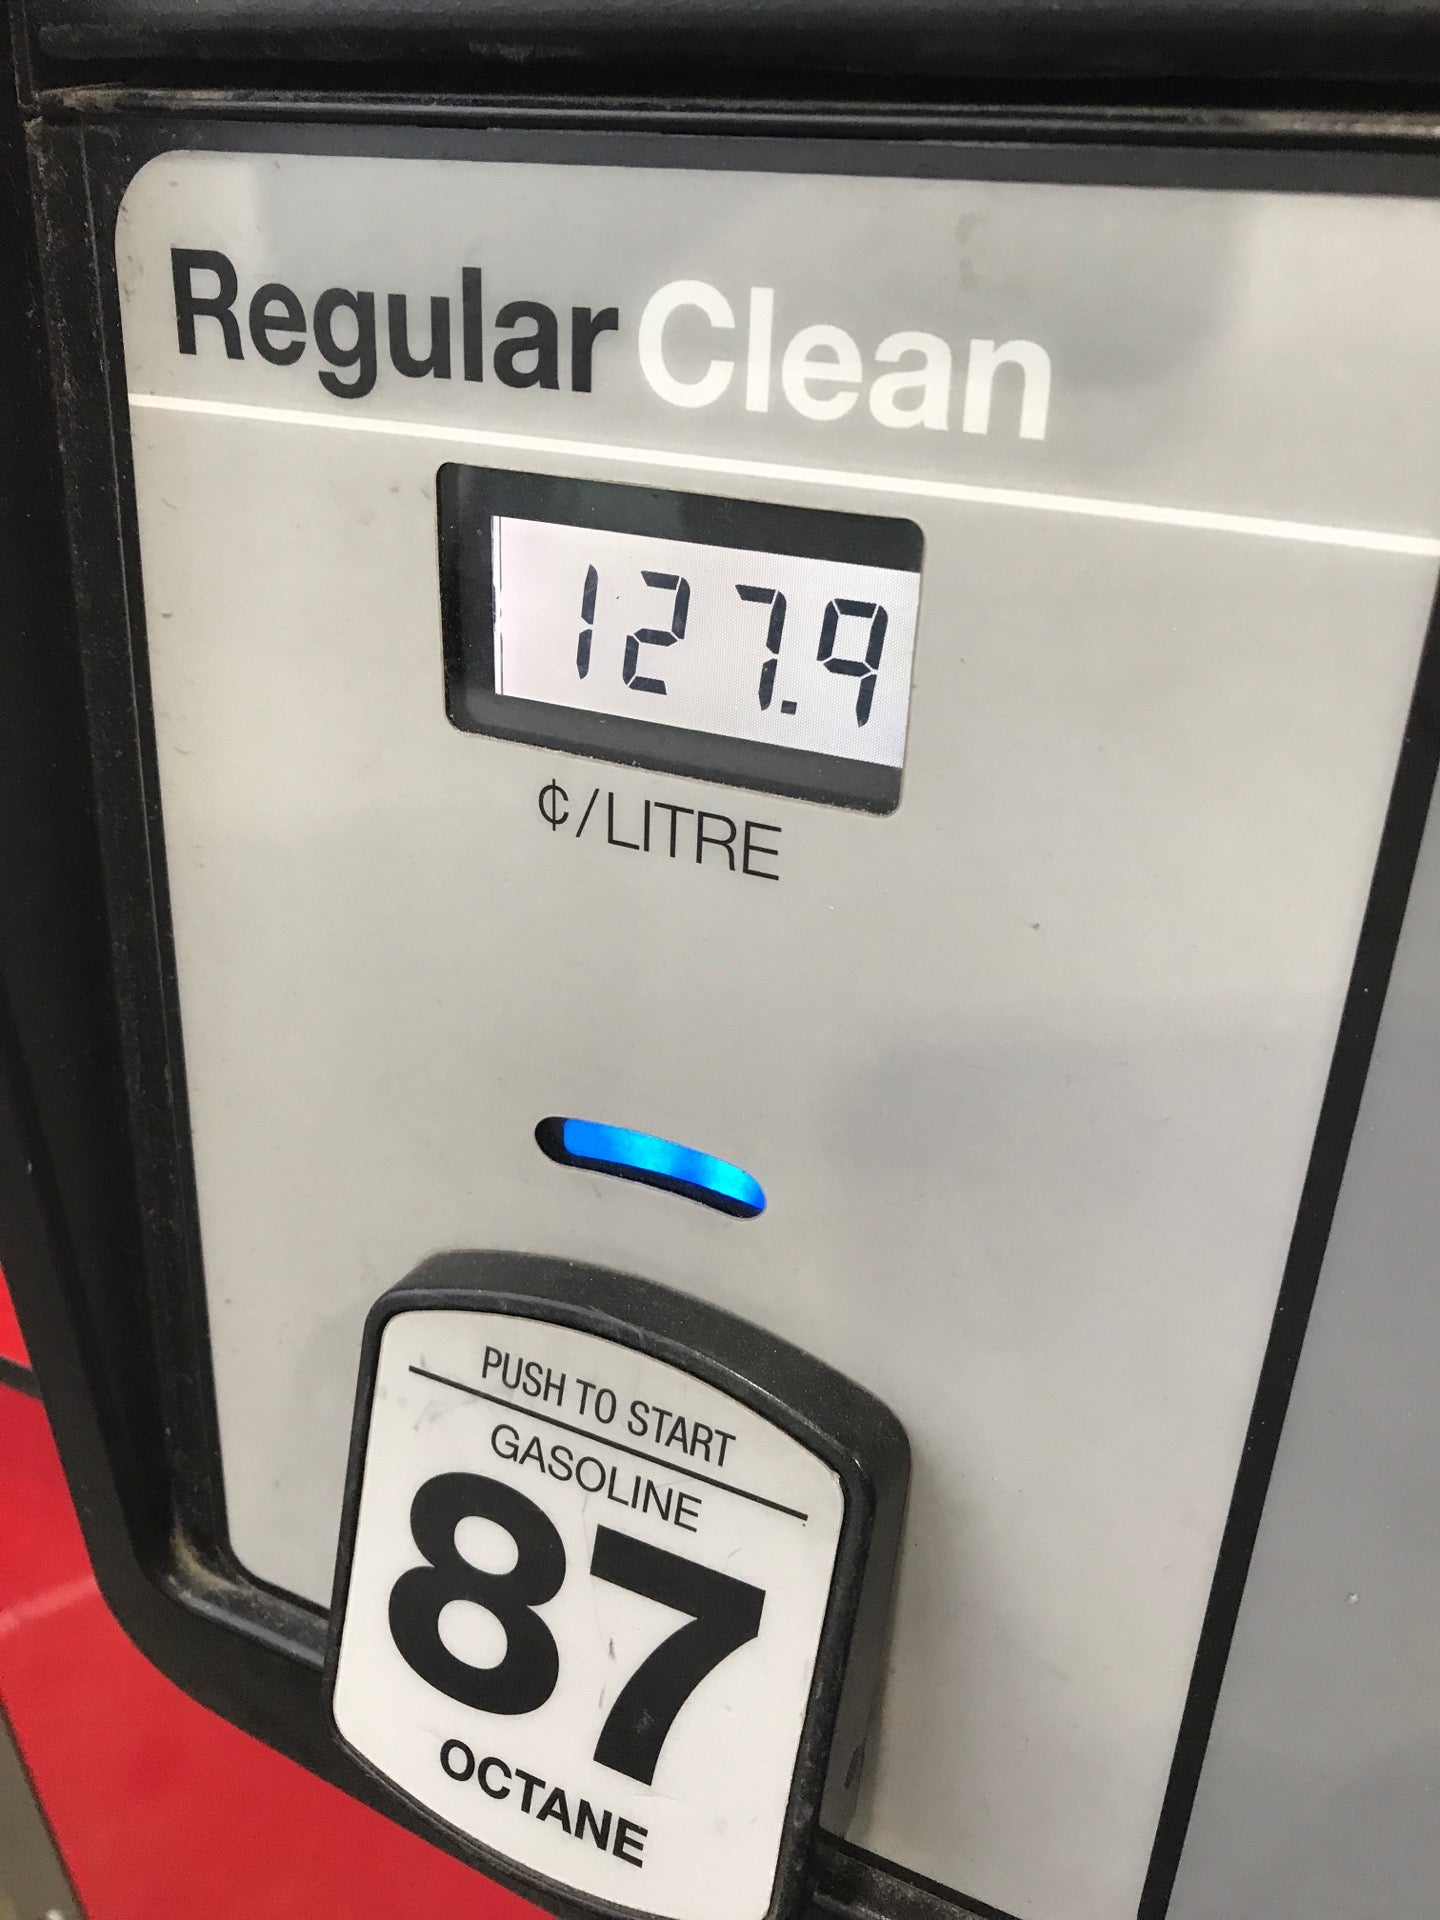 Regular Clean
127.9
¢/LITRE
PUSH TO START
GASOLINE
87
OCTANE